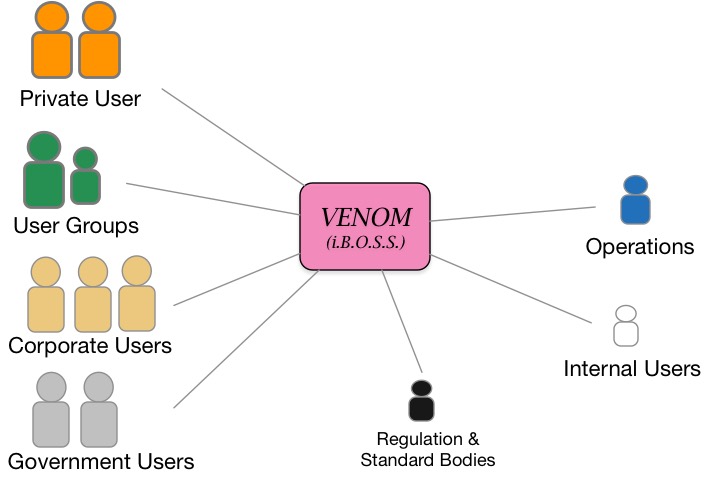 Private User
User Groups
Corporate Users
Government Users
VENOM
(i.B.O.S.S.)
Operations
Internal Users
Regulation &
Standard Bodies